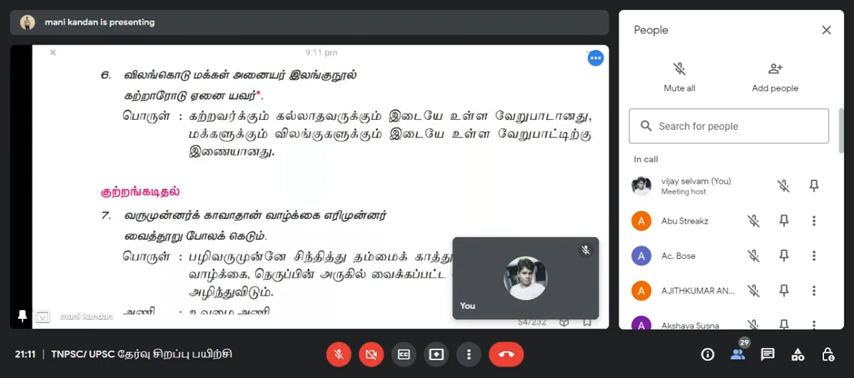 mani kandan is presenting
9:11 pm
6. விலங்கொடு மக்கள் அனையர் இலங்குநூல்
கற்றாரோடு ஏனை யவர்*.
பொருள் : கற்றவர்க்கும் கல்லாதவருக்கும் இடையே உள்ள வேறுபாடானது,
மக்களுக்கும் விலங்குகளுக்கும் இடையே உள்ள வேறுபாட்டிற்கு
இணையானது.
குற்றங்கடிதல்
7. வருமுன்னர்க் காவாதான் வாழ்க்கை எரிமுன்னர்
வைத்தூறு போலக் கெடும்.
பொருள் : பழிவருமுன்னே சிந்தித்து தம்மைக் காத்து
வாழ்க்கை, நெருப்பின் அருகில் வைக்கப்பட்ட
அழிந்துவிடும்.
அணி : உவமை அணி
54/232
You
mani kandan
People
Mute all
Add people
Search for people
In call
vijay selvam (You)
Meeting host
A Abu Streakz
A Ac. Bose
A AJITHKUMAR AN...
A Akshaya Susna
21:11 | TNPSC/ UPSC தேர்வு சிறப்பு பயிற்சி
29